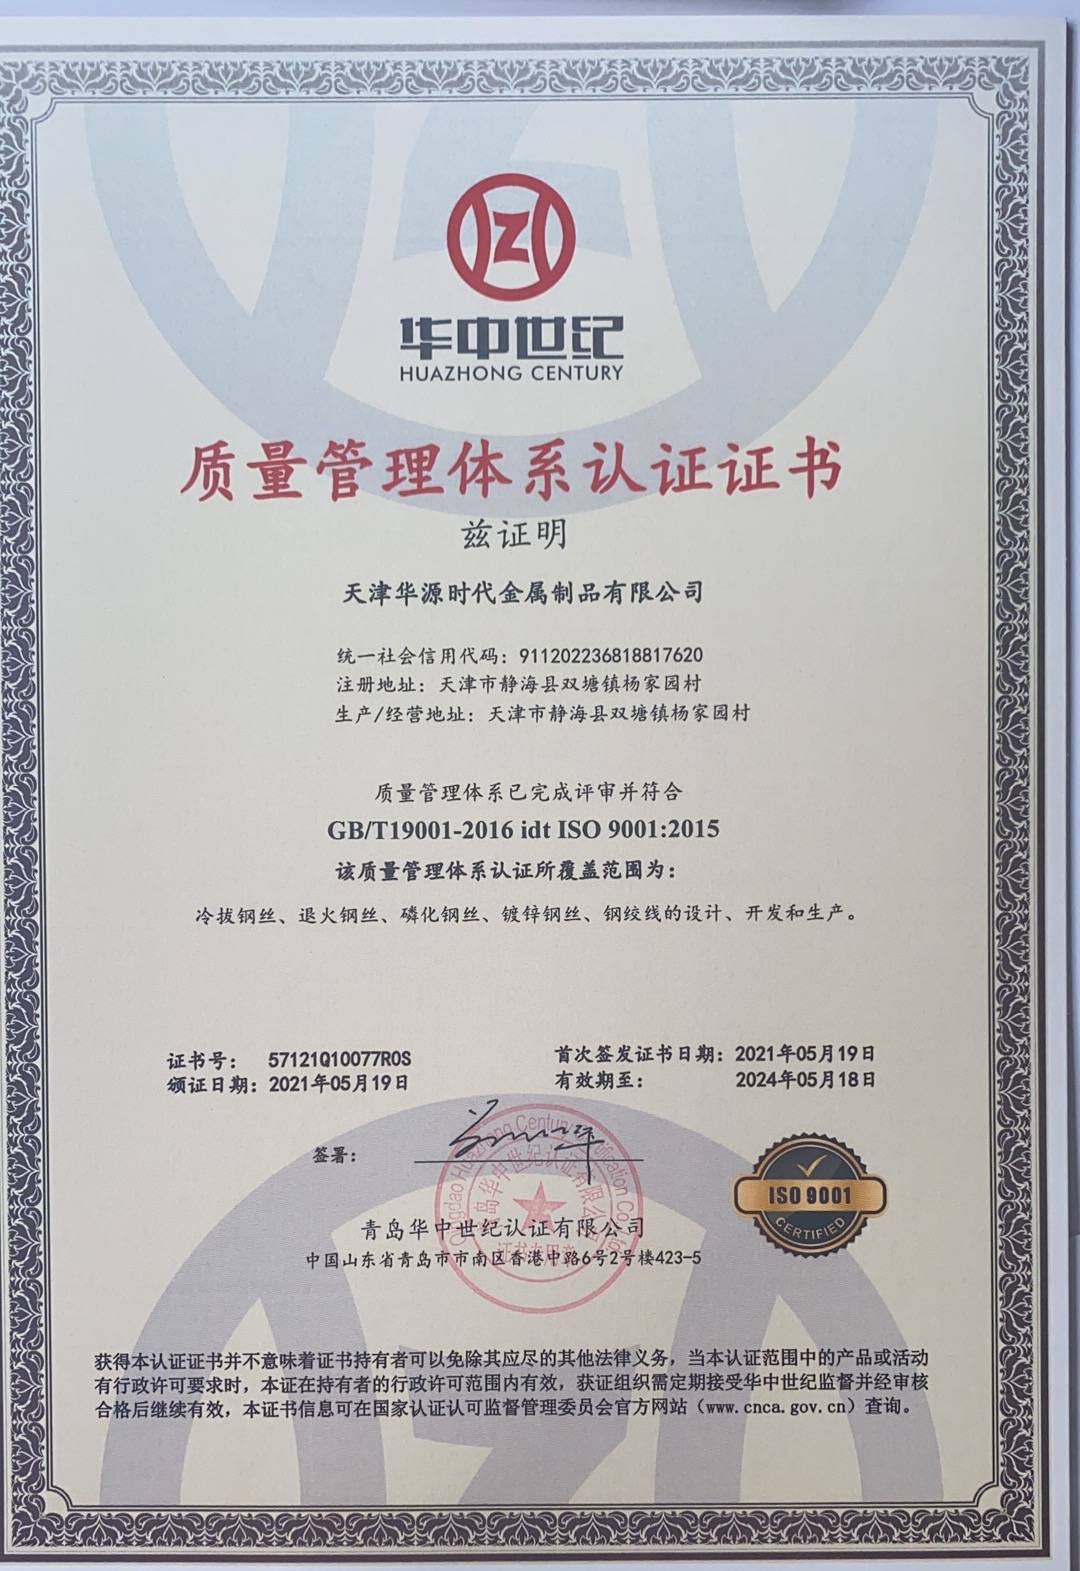 华中世纪
HUAZHONG CENTURY
质量管理体系认证证书
兹证明
天津华源时代金属制品有限公司
统一社会信用代码：911202236818817620
注册地址：天津市静海县双塘镇杨家园村
生产/经营地址：天津市静海县双塘镇杨家园村
质量管理体系已完成评审并符合
GB/T19001-2016 idt ISO 9001:2015
该质量管理体系认证所覆盖范围为：
冷拔钢丝、退火钢丝、磷化钢丝、镀锌钢丝、钢绞线的设计、开发和生产。
证书号： 57121Q10077R0S
首次签发证书日期：2021年05月19日
颁证日期：2021年05月19日
有效期至： 2024年05月18日
签署：
ISO 9001
CERTIFIED
青岛华中世纪认证有限公司
中国山东省青岛市市南区香港中路6号2号楼423-5
获得本认证证书并不意味着证书持有者可以免除其应尽的其他法律义务，当本认证范围中的产品或活动
有行政许可要求时，本证在持有者的行政许可范围内有效，获证组织需定期接受华中世纪监督并经审核
合格后继续有效，本证书信息可在国家认证认可监督管理委员会官方网站（www.cnca.gov.cn）查询。